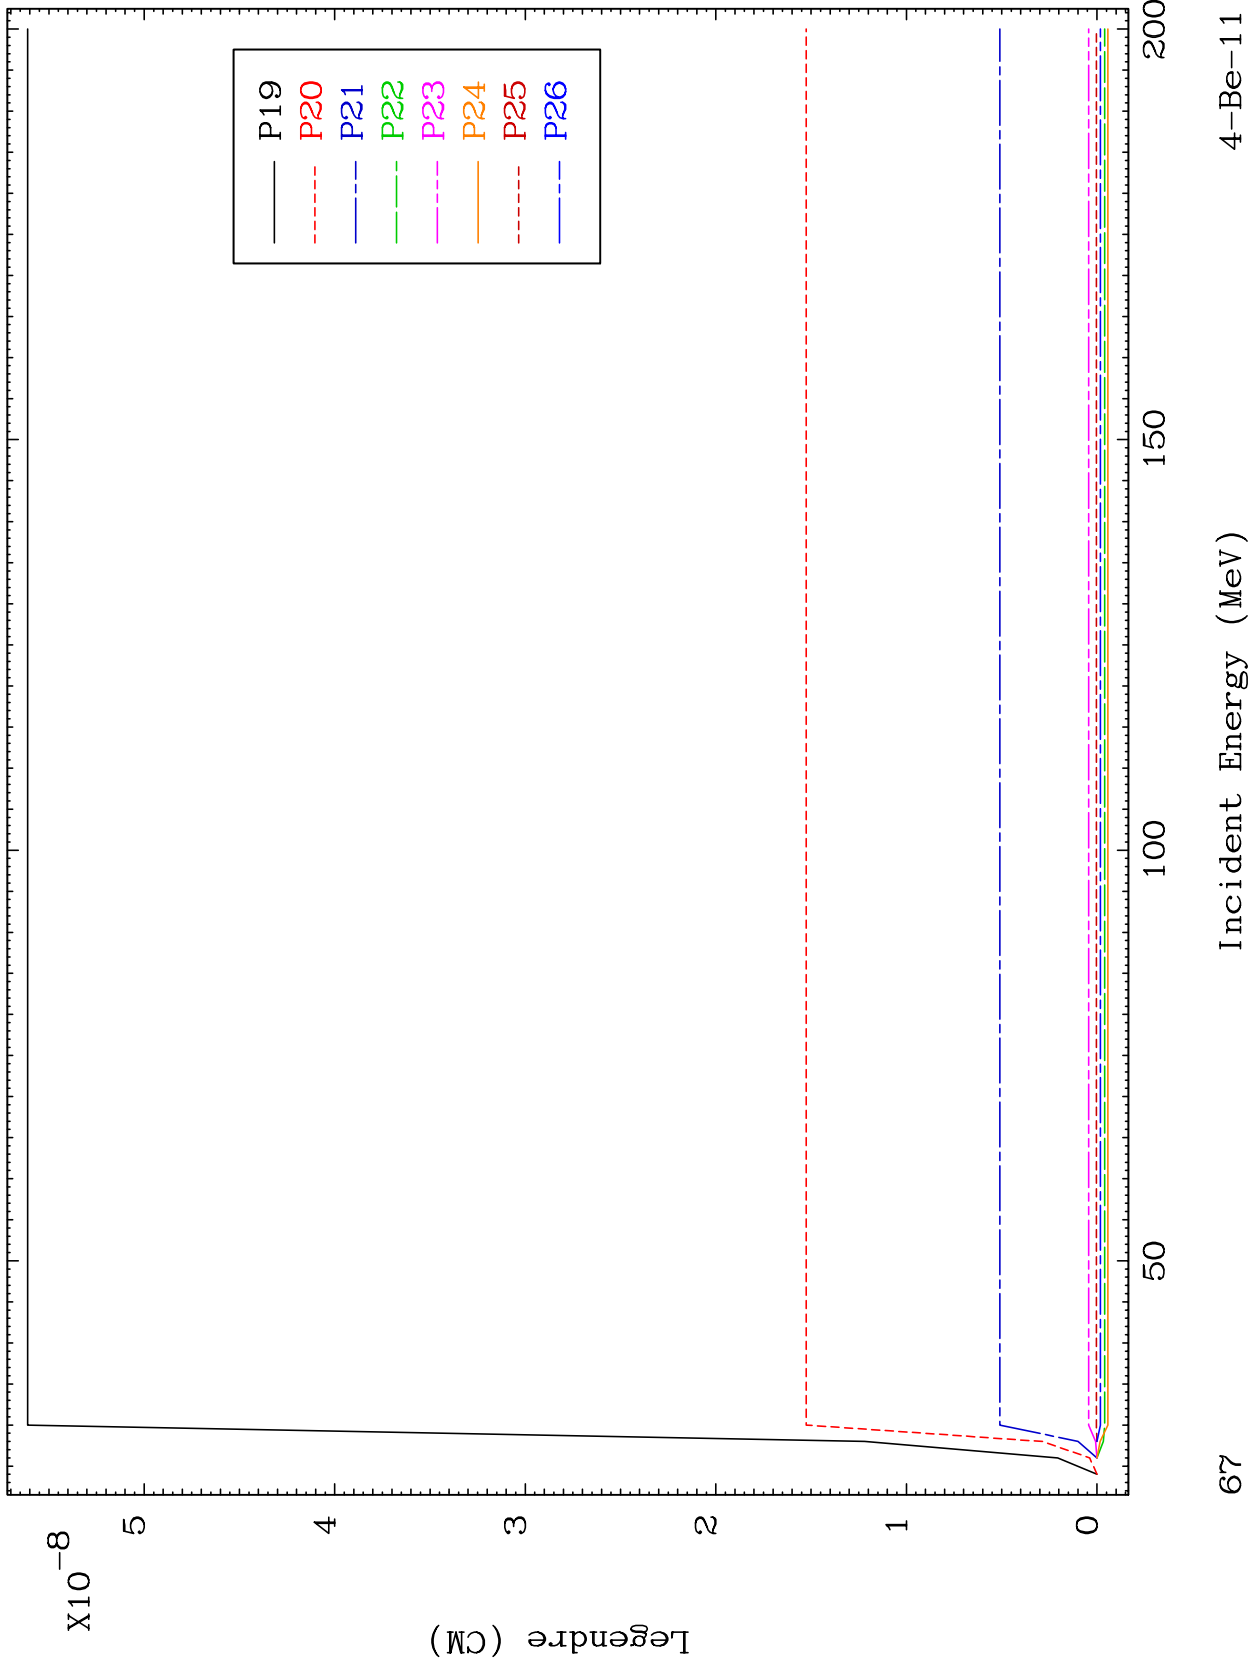 X10-8
5
4
3
2
1
0
Legendre (CM)
P19
P20
P21
P22
P23
P24
P25
P26
50
100
150
200
Incident Energy (MeV)
67
4-Be-11